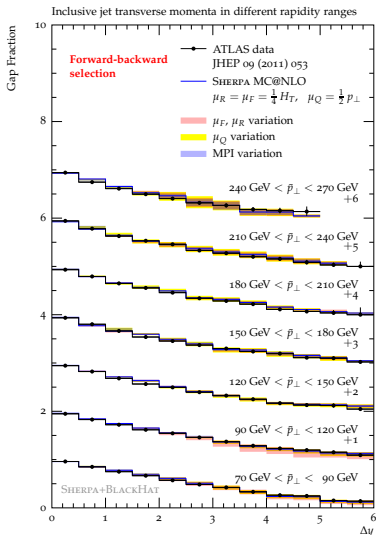 Inclusive jet transverse momenta in different rapidity ranges
Gap Fraction
10
8
6
4
2
0
Forward-backward
selection
ATLAS data
JHEP 09 (2011) 053
SHERPA MC@NLO
μR = μF = 1/4 HT, μQ = 1/2 p⊥
μF, μR variation
μQ variation
MPI variation
240 GeV < p̄⊥ < 270 GeV
+6
210 GeV < p̄⊥ < 240 GeV
+5
180 GeV < p̄⊥ < 210 GeV
+4
150 GeV < p̄⊥ < 180 GeV
+3
120 GeV < p̄⊥ < 150 GeV
+2
90 GeV < p̄⊥ < 120 GeV
+1
70 GeV < p̄⊥ < 90 GeV
SHERPA+BLACKHAT
0 1 2 3 4 5 6
Δy